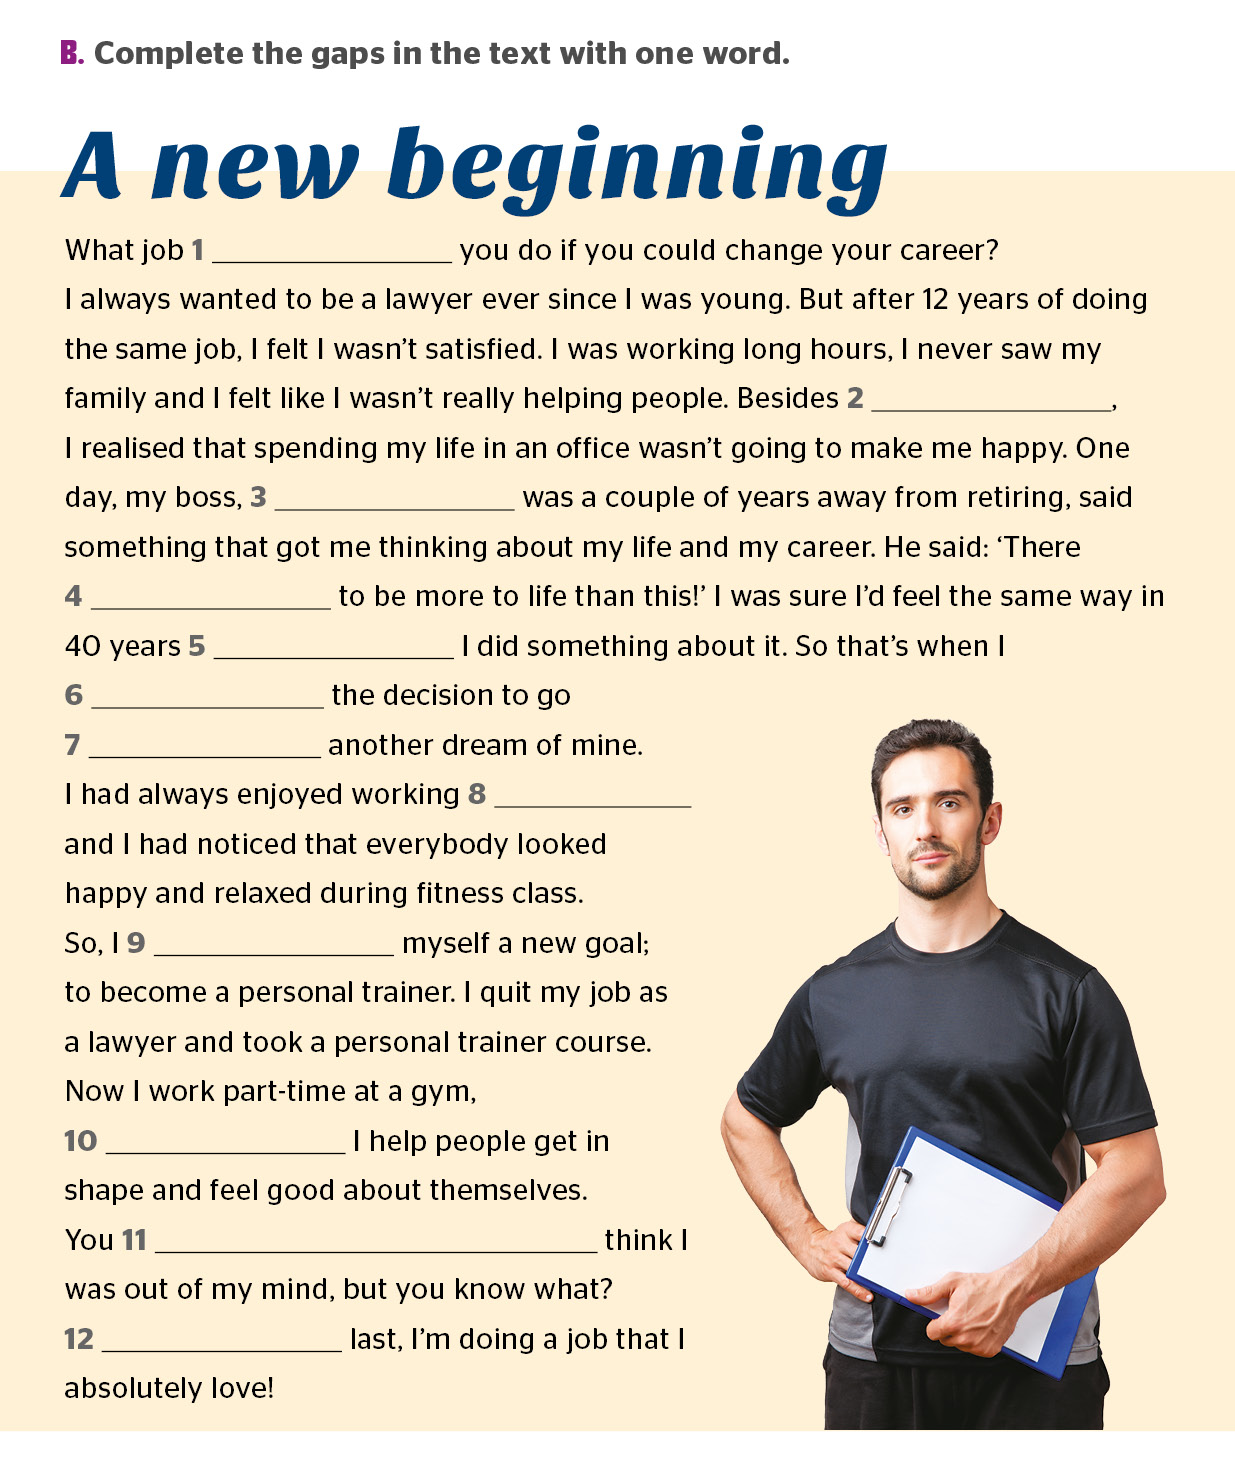 B. Complete the gaps in the text with one word.
A new beginning
What job 1 ________________ you do if you could change your career?
I always wanted to be a lawyer ever since I was young. But after 12 years of doing
the same job, I felt I wasn’t satisfied. I was working long hours, I never saw my
family and I felt like I wasn’t really helping people. Besides 2 ________________,
I realised that spending my life in an office wasn’t going to make me happy. One
day, my boss, 3 ________________ was a couple of years away from retiring, said
something that got me thinking about my life and my career. He said: ‘There
4 ________________ to be more to life than this!’ I was sure I’d feel the same way in
40 years 5 ________________ I did something about it. So that’s when I
6 ________________ the decision to go
7 ________________ another dream of mine.
I had always enjoyed working 8 ________________
and I had noticed that everybody looked
happy and relaxed during fitness class.
So, I 9 ________________ myself a new goal;
to become a personal trainer. I quit my job as
a lawyer and took a personal trainer course.
Now I work part-time at a gym,
10 ________________ I help people get in
shape and feel good about themselves.
You 11 ________________ think I
was out of my mind, but you know what?
12 ________________ last, I’m doing a job that I
absolutely love!